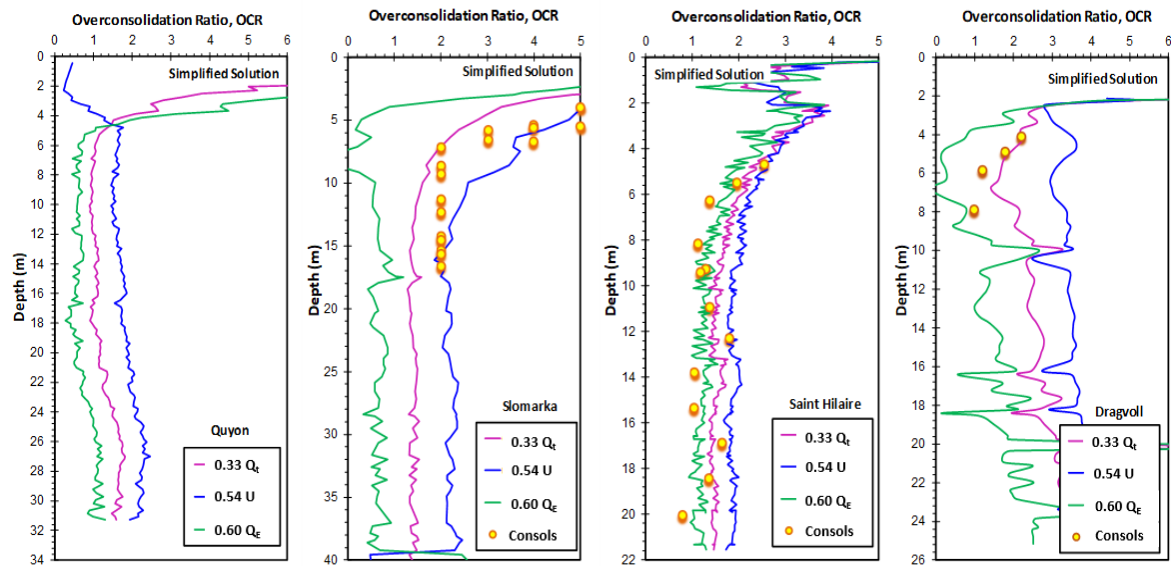 Overconsolidation Ratio, OCR
0 1 2 3 4 5 6
Simplified Solution
Depth (m)
0
2
4
6
8
10
12
14
16
18
20
22
24
26
28
30
32
34
Quyon
0.33 Qt
0.54 U
0.60 QE
Overconsolidation Ratio, OCR
0 1 2 3 4 5
Simplified Solution
Depth (m)
0
5
10
15
20
25
30
35
40
Slomarka
0.33 Qt
0.54 U
0.60 QE
Consols
Overconsolidation Ratio, OCR
0 1 2 3 4 5
Simplified Solution
Depth (m)
0
2
4
6
8
10
12
14
16
18
20
22
Saint Hilaire
0.33 Qt
0.54 U
0.60 QE
Consols
Overconsolidation Ratio, OCR
0 1 2 3 4 5 6
Simplified Solution
Depth (m)
0
2
4
6
8
10
12
14
16
18
20
22
24
26
Dragvoll
0.33 Qt
0.54 U
0.60 QE
Consols